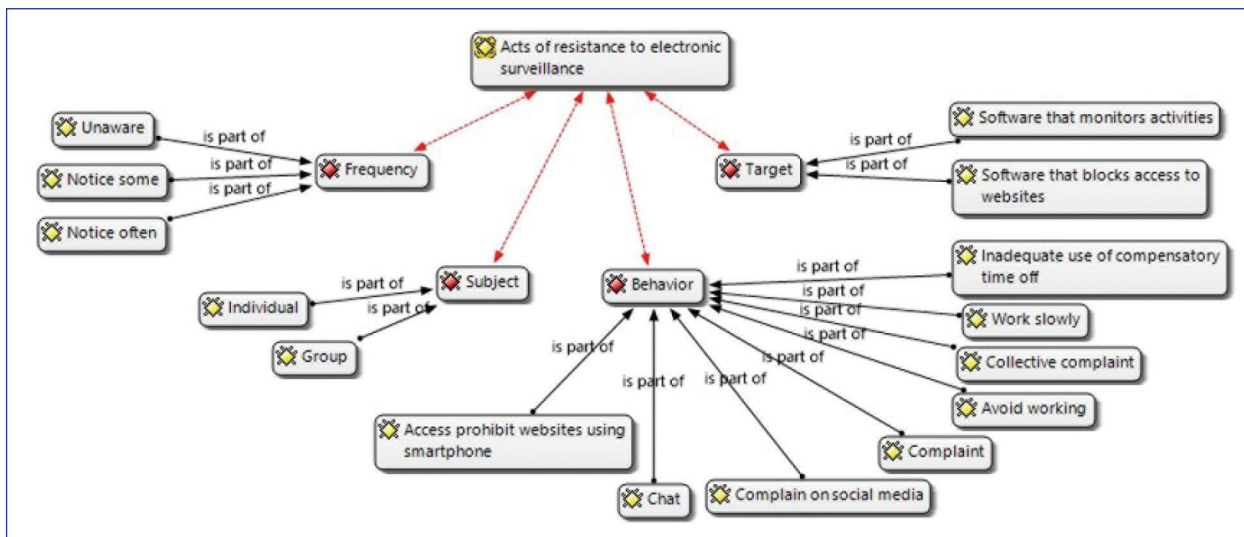 Acts of resistance to electronic
surveillance
Unaware
is part of
Notice some
is part of
Notice often
is part of
Frequency
Target
Software that monitors activities
is part of
Software that blocks access to
websites
is part of
Subject
Individual
is part of
Group
is part of
Behavior
Inadequate use of compensatory
time off
is part of
Work slowly
is part of
Collective complaint
is part of
Avoid working
is part of
Complaint
is part of
Complain on social media
is part of
Chat
is part of
Access prohibit websites using
smartphone
is part of